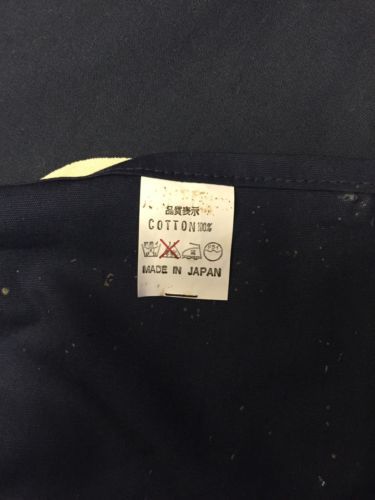 品質表示
COTTON 100%
MADE IN JAPAN